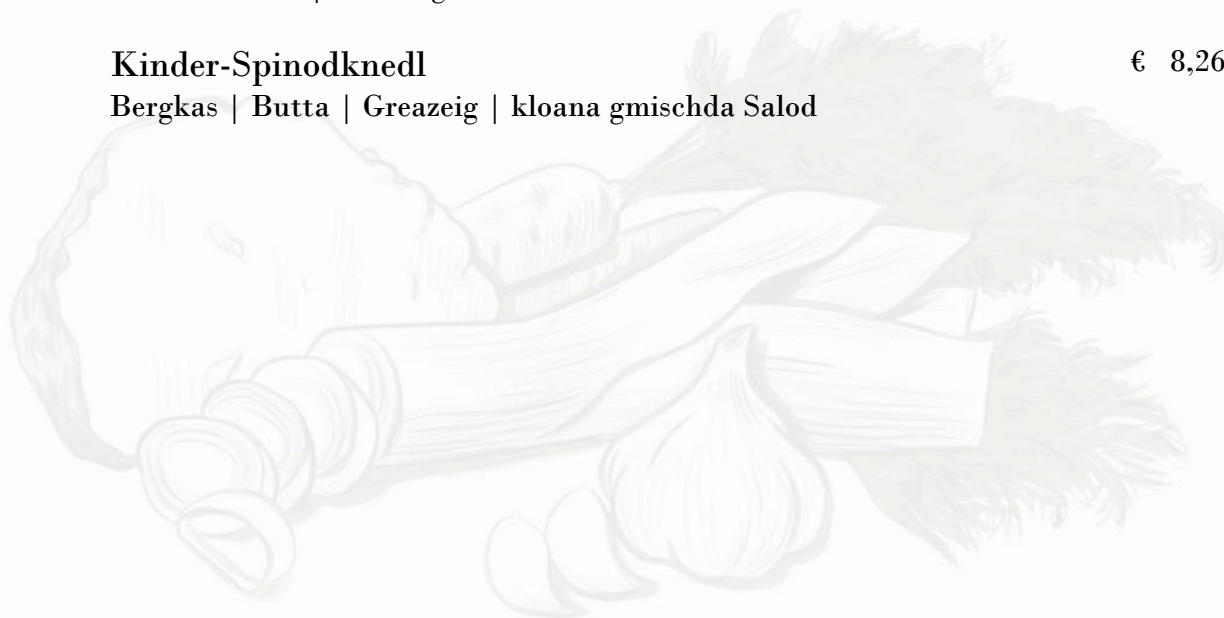 Kinder-Spinodknedl € 8,26
Bergkas | Butta | Greazeig | kloana gmischda Salod